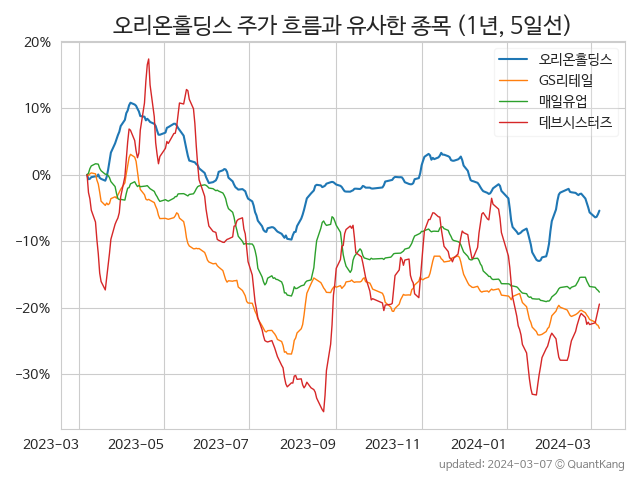 오리온홀딩스 주가 흐름과 유사한 종목 (1년, 5일선)
20%
10%
0%
−10%
−20%
−30%
오리온홀딩스
GS리테일
매일유업
데브시스터즈
2023-03
2023-05
2023-07
2023-09
2023-11
2024-01
2024-03
updated: 2024-03-07 © QuantKang